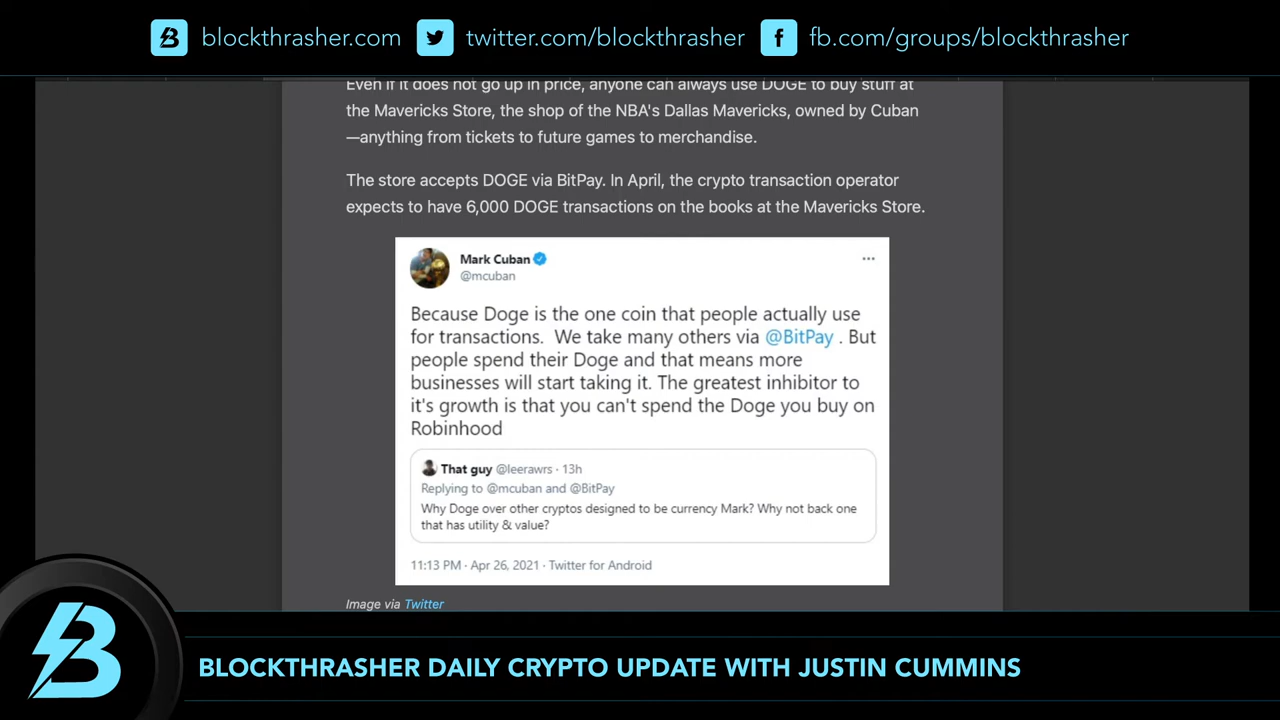 blockthrasher.com twitter.com/blockthrasher fb.com/groups/blockthrasher
Even if it does not go up in price, anyone can always use DOGE to buy stuff at
the Mavericks Store, the shop of the NBA's Dallas Mavericks, owned by Cuban
—anything from tickets to future games to merchandise.
The store accepts DOGE via BitPay. In April, the crypto transaction operator
expects to have 6,000 DOGE transactions on the books at the Mavericks Store.
Mark Cuban
@mcuban
Because Doge is the one coin that people actually use
for transactions. We take many others via @BitPay . But
people spend their Doge and that means more
businesses will start taking it. The greatest inhibitor to
it's growth is that you can't spend the Doge you buy on
Robinhood
That guy @leerawrs · 13h
Replying to @mcuban and @BitPay
Why Doge over other cryptos designed to be currency Mark? Why not back one
that has utility & value?
11:13 PM · Apr 26, 2021 · Twitter for Android
Image via Twitter
BLOCKTHRASHER DAILY CRYPTO UPDATE WITH JUSTIN CUMMINS